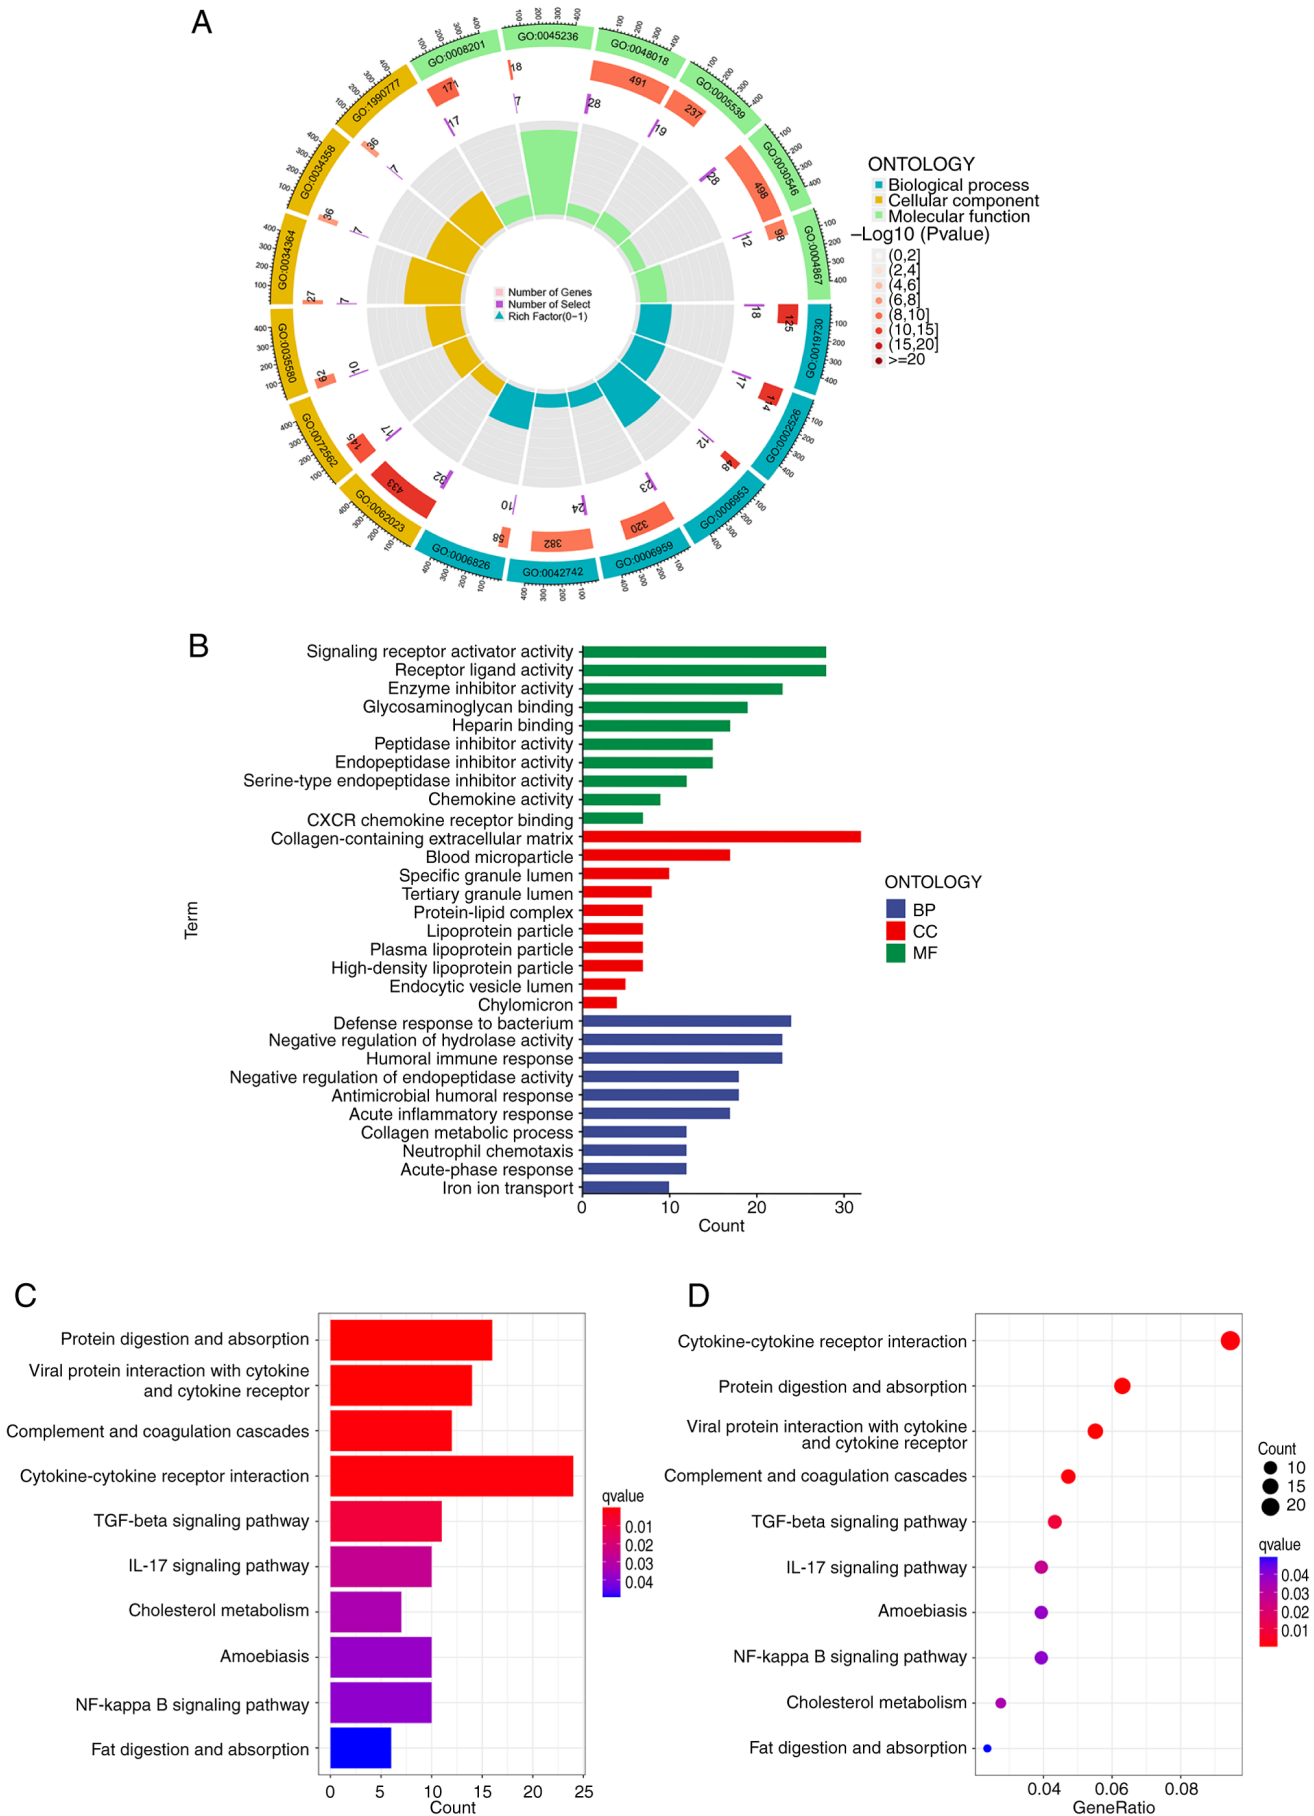 A
GO:0045236
GO:0048018
GO:0005539
GO:0030546
GO:0004867
GO:0019730
GO:0002526
GO:0006953
GO:0006959
GO:0042742
GO:0006826
GO:0062023
GO:0072562
GO:0035580
GO:0034364
GO:0034358
GO:1990777
GO:0008201
18
491
237
498
98
125
114
48
320
382
58
433
145
62
27
36
36
171
7
28
19
28
12
18
17
12
23
24
10
32
17
10
7
7
7
17
100 200 300 400
Number of Genes
Number of Select
Rich Factor(0−1)
ONTOLOGY
Biological process
Cellular component
Molecular function
−Log10 (Pvalue)
(0,2]
(2,4]
(4,6]
(6,8]
(8,10]
(10,15]
(15,20]
>=20
B
Signaling receptor activator activity
Receptor ligand activity
Enzyme inhibitor activity
Glycosaminoglycan binding
Heparin binding
Peptidase inhibitor activity
Endopeptidase inhibitor activity
Serine-type endopeptidase inhibitor activity
Chemokine activity
CXCR chemokine receptor binding
Collagen-containing extracellular matrix
Blood microparticle
Specific granule lumen
Tertiary granule lumen
Protein-lipid complex
Lipoprotein particle
Plasma lipoprotein particle
High-density lipoprotein particle
Endocytic vesicle lumen
Chylomicron
Defense response to bacterium
Negative regulation of hydrolase activity
Humoral immune response
Negative regulation of endopeptidase activity
Antimicrobial humoral response
Acute inflammatory response
Collagen metabolic process
Neutrophil chemotaxis
Acute-phase response
Iron ion transport
Term
0 10 20 30
Count
ONTOLOGY
BP
CC
MF
C
Protein digestion and absorption
Viral protein interaction with cytokine
and cytokine receptor
Complement and coagulation cascades
Cytokine-cytokine receptor interaction
TGF-beta signaling pathway
IL-17 signaling pathway
Cholesterol metabolism
Amoebiasis
NF-kappa B signaling pathway
Fat digestion and absorption
0 5 10 15 20 25
Count
qvalue
0.01
0.02
0.03
0.04
D
Cytokine-cytokine receptor interaction
Protein digestion and absorption
Viral protein interaction with cytokine
and cytokine receptor
Complement and coagulation cascades
TGF-beta signaling pathway
IL-17 signaling pathway
Amoebiasis
NF-kappa B signaling pathway
Cholesterol metabolism
Fat digestion and absorption
0.04 0.06 0.08
GeneRatio
Count
10
15
20
qvalue
0.04
0.03
0.02
0.01